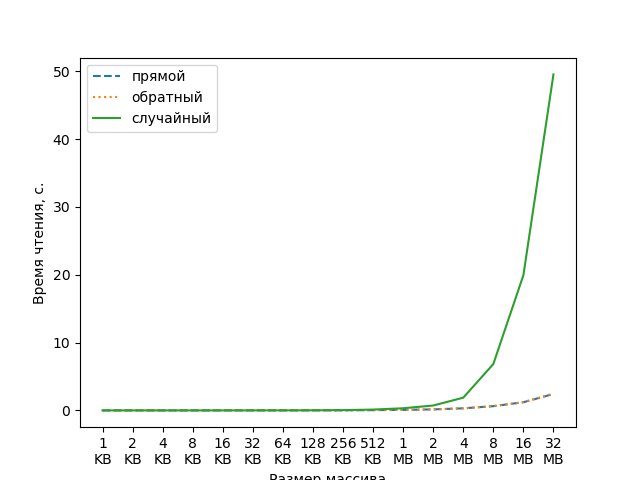 прямой
обратный
случайный
50
40
30
20
10
0
Время чтения, с.
1 2 4 8 16 32 64 128 256 512 1 2 4 8 16 32
KB KB KB KB KB KB KB KB KB KB MB MB MB MB MB MB
Размер массива